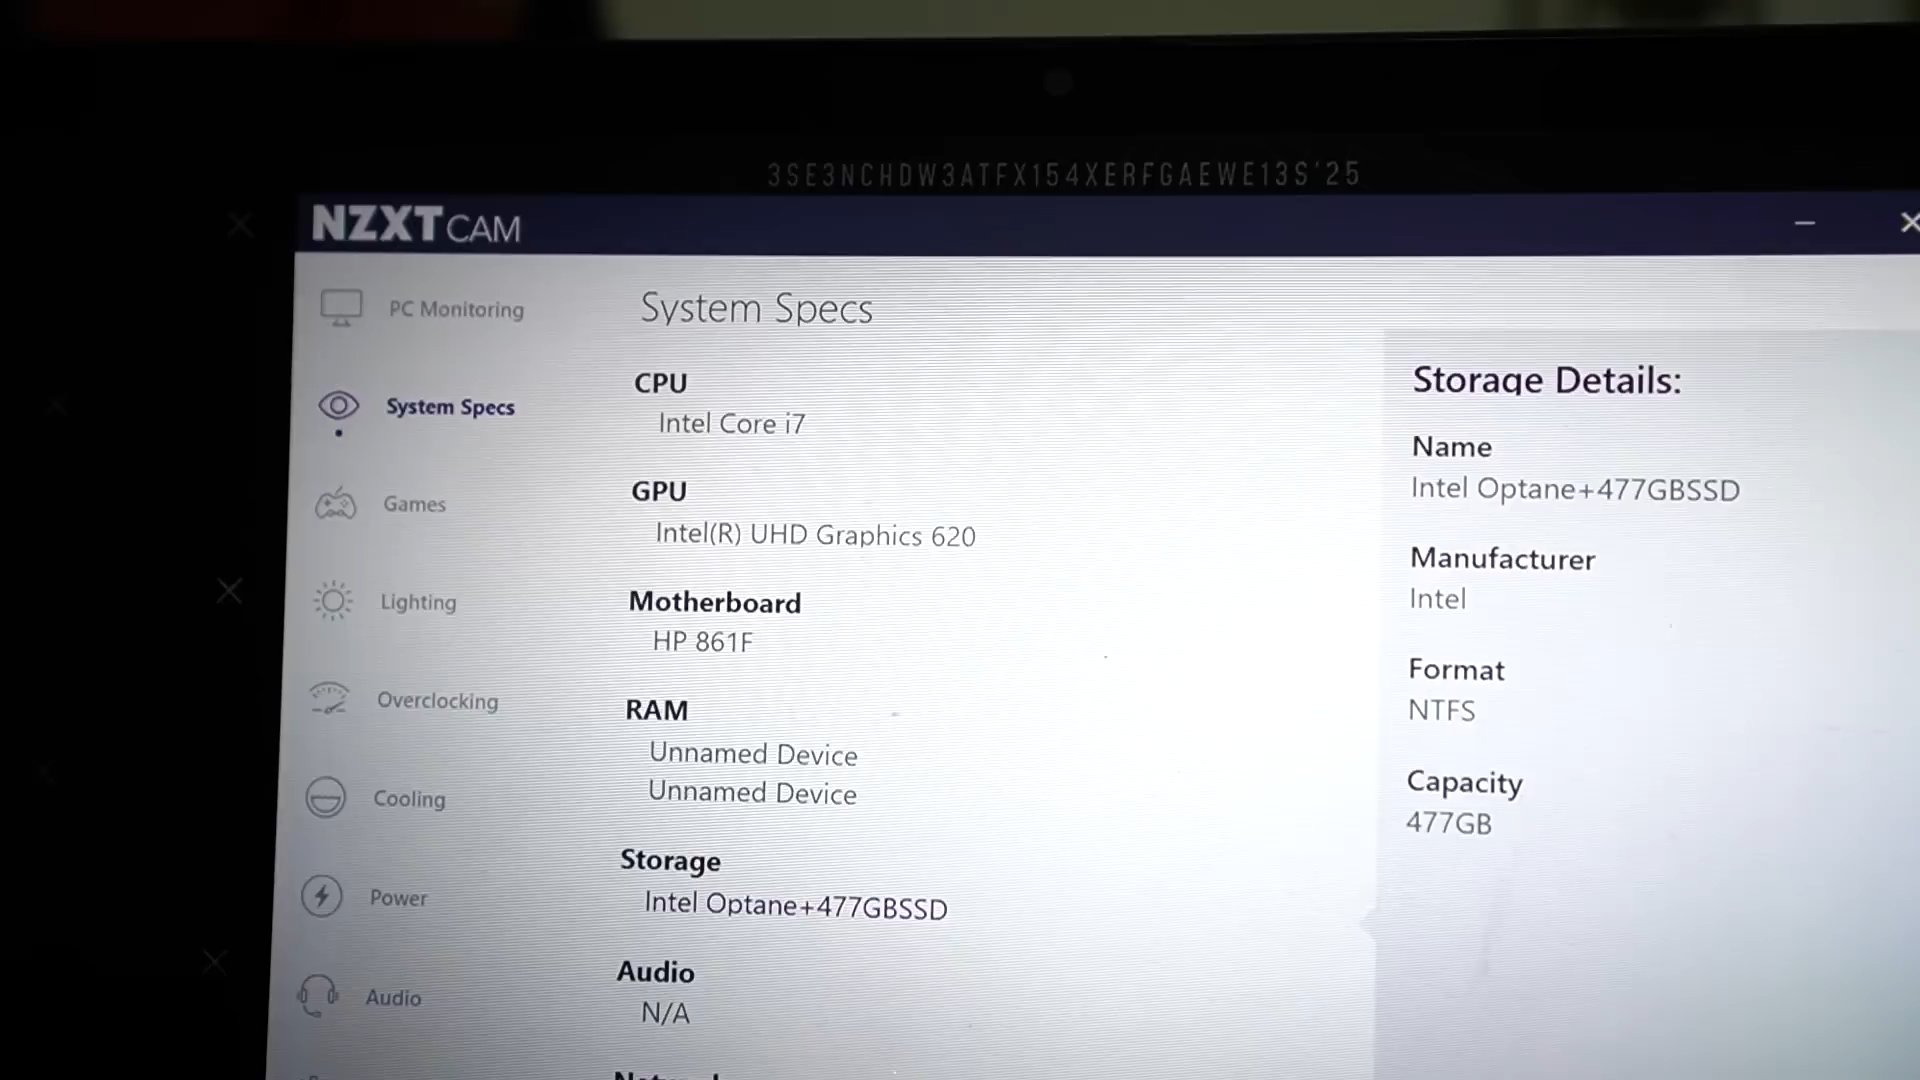 3SE3NCHDW3ATFX154XERFGAEWE13S'25
NZXT CAM
PC Monitoring
System Specs
Games
Lighting
Overclocking
Cooling
Power
Audio
System Specs
CPU
Intel Core i7
GPU
Intel(R) UHD Graphics 620
Motherboard
HP 861F
RAM
Unnamed Device
Unnamed Device
Storage
Intel Optane+477GBSSD
Audio
N/A
Storage Details:
Name
Intel Optane+477GBSSD
Manufacturer
Intel
Format
NTFS
Capacity
477GB